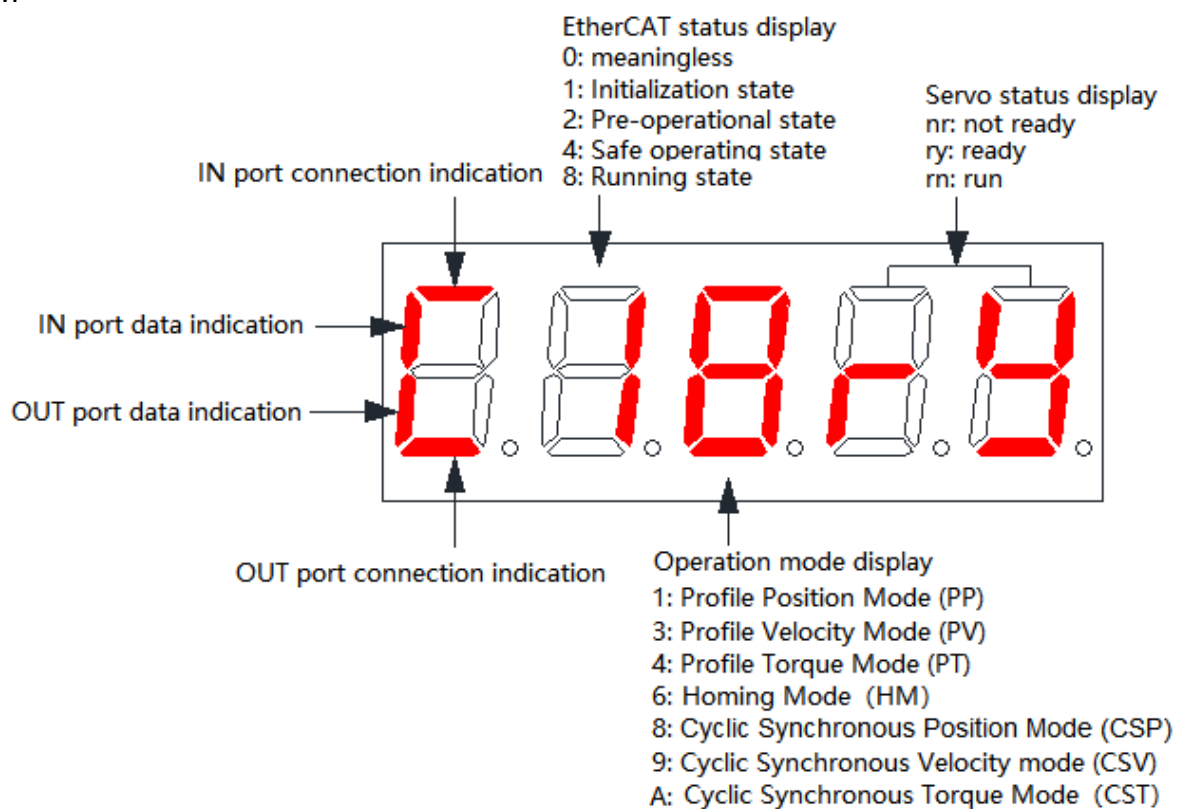 EtherCAT status display
0: meaningless
1: Initialization state
2: Pre-operational state
4: Safe operating state
8: Running state
Servo status display
nr: not ready
ry: ready
rn: run
IN port connection indication
IN port data indication
OUT port data indication
OUT port connection indication
Operation mode display
1: Profile Position Mode (PP)
3: Profile Velocity Mode (PV)
4: Profile Torque Mode (PT)
6: Homing Mode (HM)
8: Cyclic Synchronous Position Mode (CSP)
9: Cyclic Synchronous Velocity mode (CSV)
A: Cyclic Synchronous Torque Mode (CST)